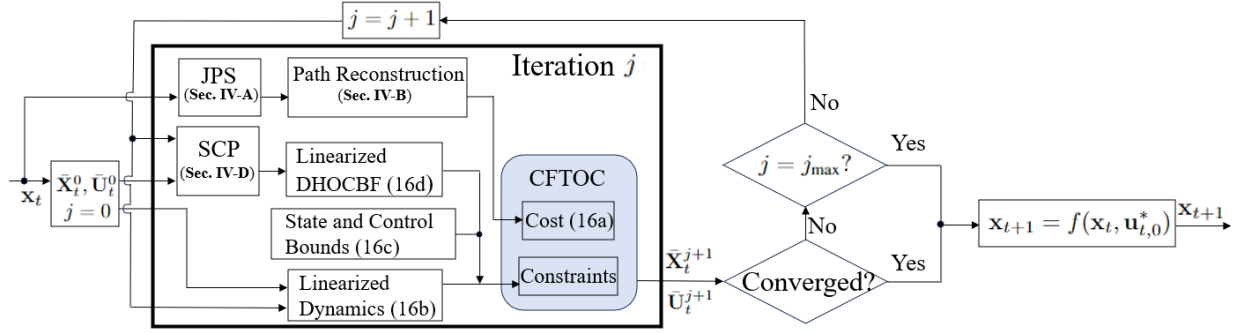 j = j + 1
Iteration j
JPS
(Sec. IV-A)
Path Reconstruction
(Sec. IV-B)
No
SCP
(Sec. IV-D)
Linearized
DHOCBF (16d)
CFTOC
j = j_max?
Yes
x_t
X̄_t^0, Ū_t^0
j = 0
State and Control
Bounds (16c)
Cost (16a)
No
x_{t+1} = f(x_t, u^*_{t,0})
x_{t+1}
Linearized
Dynamics (16b)
Constraints
X̄_t^{j+1}
Ū_t^{j+1}
Converged?
Yes